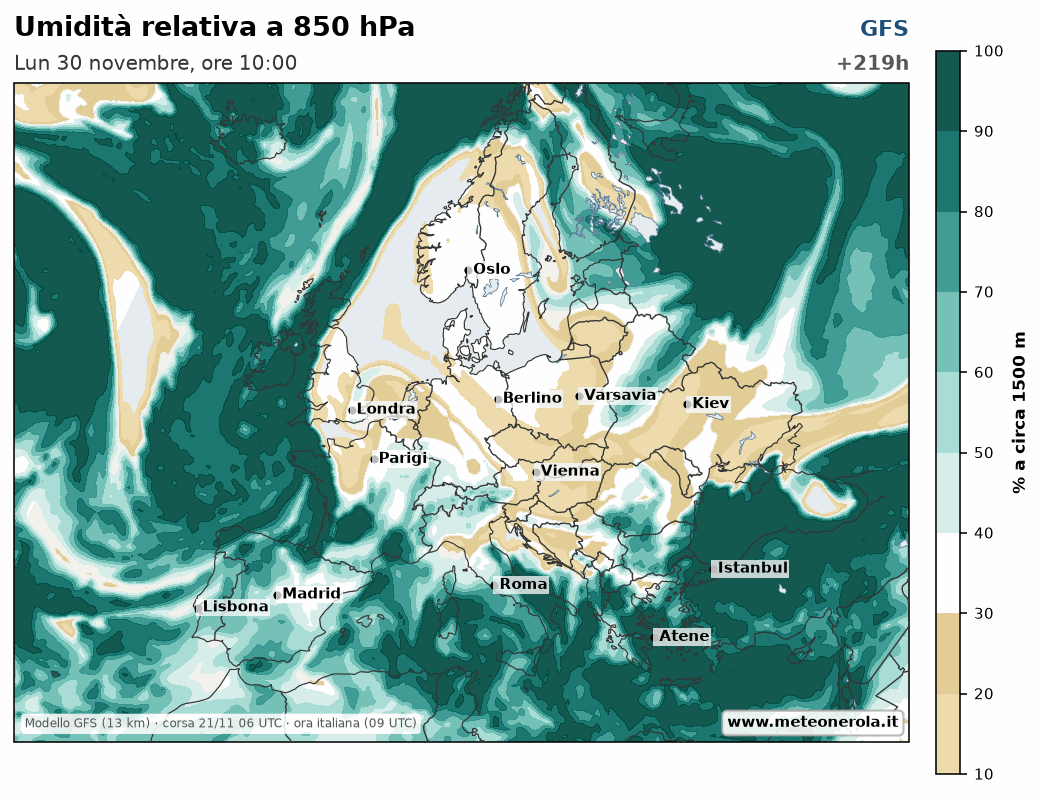 Umidità relativa a 850 hPa
GFS
Lun 30 novembre, ore 10:00
+219h
100
90
80
70
60
50
40
30
20
10
% a circa 1500 m
Oslo
Berlino
Varsavia
Kiev
Londra
Parigi
Vienna
Istanbul
Roma
Madrid
Lisbona
Atene
Modello GFS (13 km) · corsa 21/11 06 UTC · ora italiana (09 UTC)
www.meteonerola.it